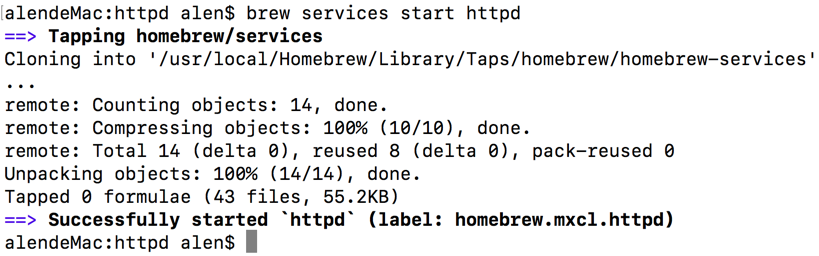 alendeMac:httpd alen$ brew services start httpd
==> Tapping homebrew/services
Cloning into '/usr/local/Homebrew/Library/Taps/homebrew/homebrew-services'
...
remote: Counting objects: 14, done.
remote: Compressing objects: 100% (10/10), done.
remote: Total 14 (delta 0), reused 8 (delta 0), pack-reused 0
Unpacking objects: 100% (14/14), done.
Tapped 0 formulae (43 files, 55.2KB)
==> Successfully started `httpd` (label: homebrew.mxcl.httpd)
alendeMac:httpd alen$